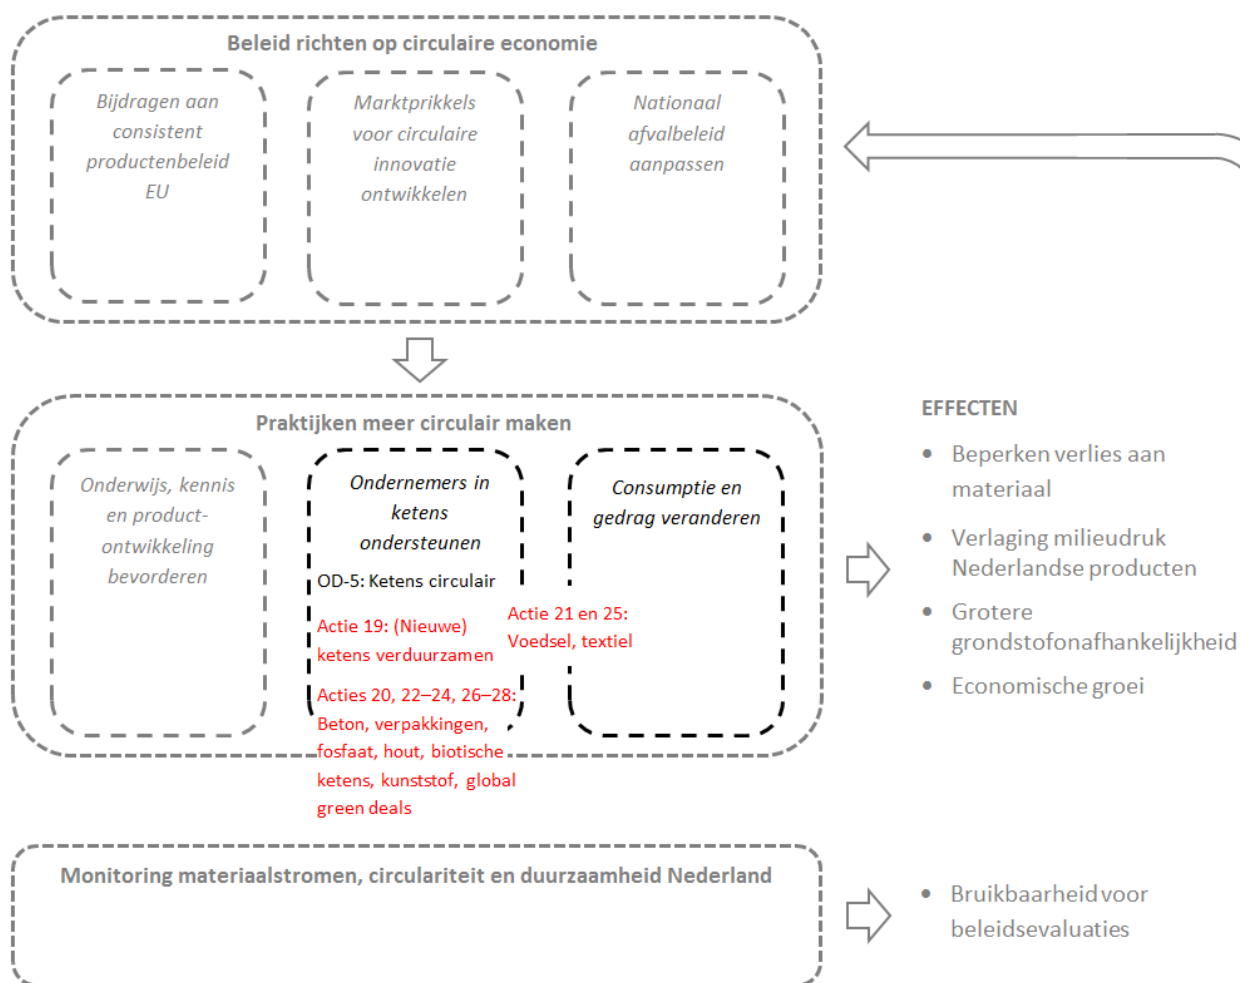 Beleid richten op circulaire economie
Bijdragen aan
consistent
productenbeleid
EU
Marktprikkels
voor circulaire
innovatie
ontwikkelen
Nationaal
afvalbeleid
aanpassen
Praktijken meer circulair maken
Onderwijs, kennis
en product-
ontwikkeling
bevorderen
Ondernemers in
ketens
ondersteunen
OD-5: Ketens circulair
Actie 19: (Nieuwe)
ketens verduurzamen
Acties 20, 22–24, 26–28:
Beton, verpakkingen,
fosfaat, hout, biotische
ketens, kunststof, global
green deals
Consumptie en
gedrag veranderen
Actie 21 en 25:
Voedsel, textiel
EFFECTEN
• Beperken verlies aan
materiaal
• Verlaging milieudruk
Nederlandse producten
• Grotere
grondstofonafhankelijkheid
• Economische groei
Monitoring materiaalstromen, circulariteit en duurzaamheid Nederland
• Bruikbaarheid voor
beleidsevaluaties